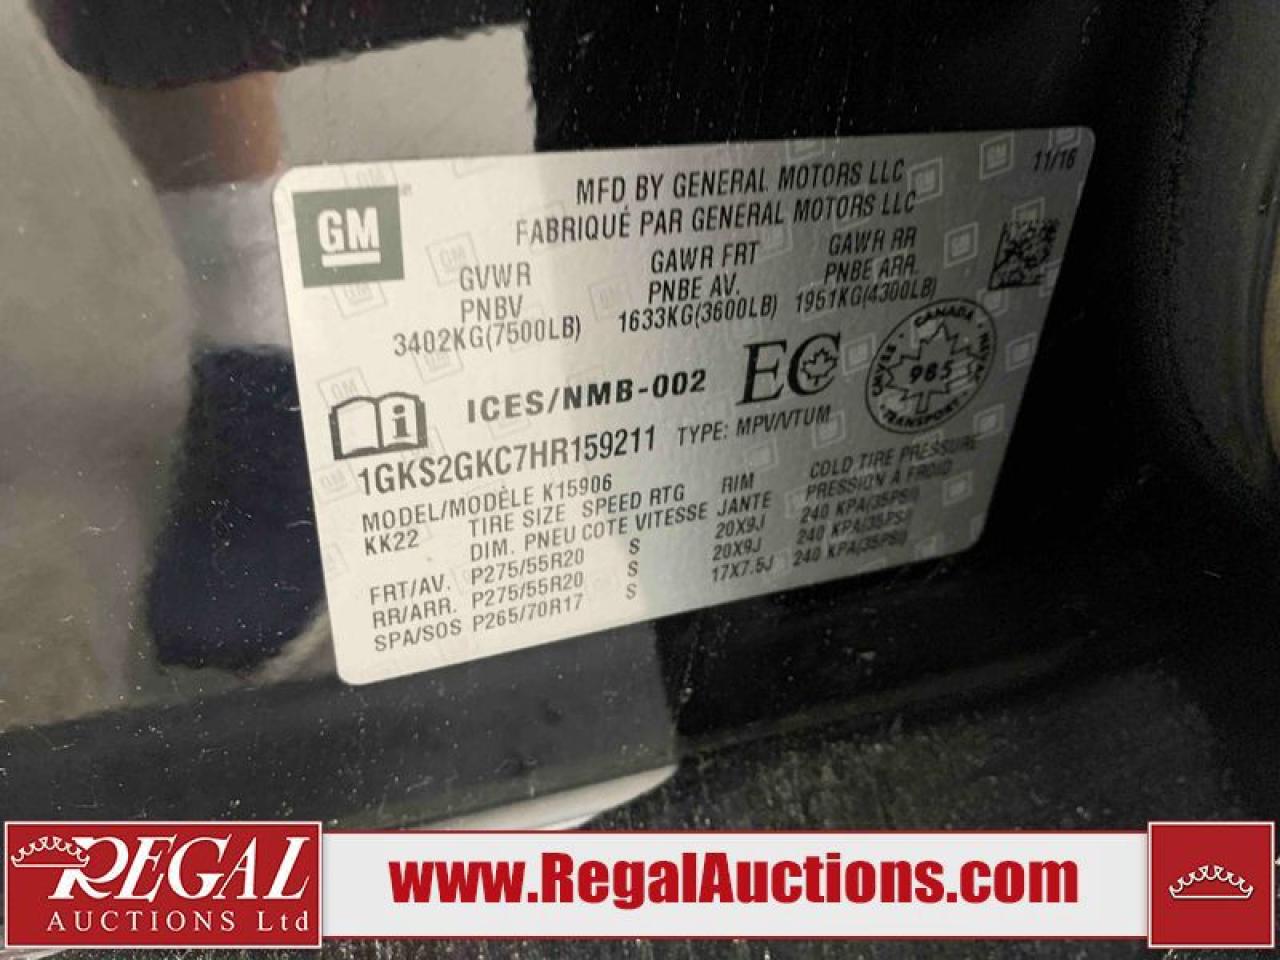 GM
MFD BY GENERAL MOTORS LLC
11/16
FABRIQUÉ PAR GENERAL MOTORS LLC
GVWR GAWR FRT GAWR RR
PNBV PNBE AV. PNBE ARR.
3402KG(7500LB) 1633KG(3600LB) 1951KG(4300LB)
ICES/NMB-002 EC
CANADA
985
TRANSPORT
1GKS2GKC7HR159211 TYPE: MPV/VTUM
MODEL/MODÈLE K15906
KK22 TIRE SIZE SPEED RTG RIM COLD TIRE PRESSURE
DIM. PNEU COTE VITESSE JANTE PRESSION A FROID
FRT/AV. P275/55R20 S 20X9J 240 KPA(35PSI)
RR/ARR. P275/55R20 S 20X9J 240 KPA(35PSI)
SPA/SOS P265/70R17 S 17X7.5J 240 KPA(35PSI)
REGAL
AUCTIONS Ltd
www.RegalAuctions.com